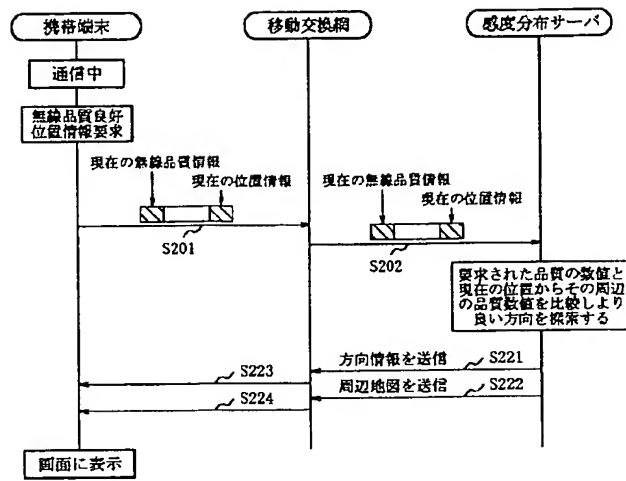 携帯端末
移動交換網
感度分布サーバ
通信中
無線品質良好
位置情報要求
現在の無線品質情報
現在の位置情報
現在の無線品質情報
現在の位置情報
S201
S202
要求された品質の数値と
現在の位置からその周辺
の品質数値を比較しより
良い方向を探索する
方向情報を送信
S221
S223
周辺地図を送信
S222
S224
画面に表示